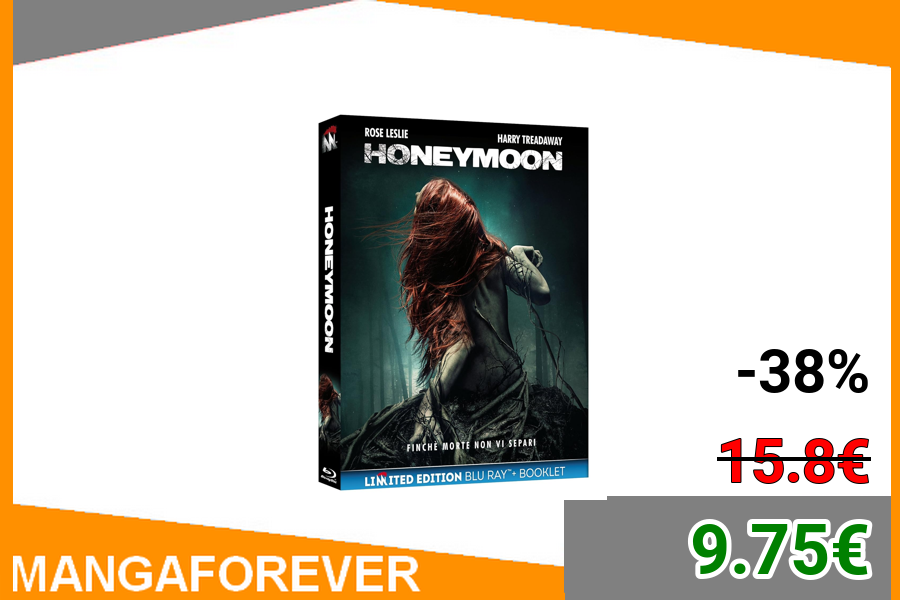 ROSE LESLIE
HARRY TREADAWAY
HONEYMOON
HONEYMOON
FINCHÉ MORTE NON VI SEPARI
LIMITED EDITION BLU RAY™ + BOOKLET
-38%
15.8€
9.75€
MANGAFOREVER